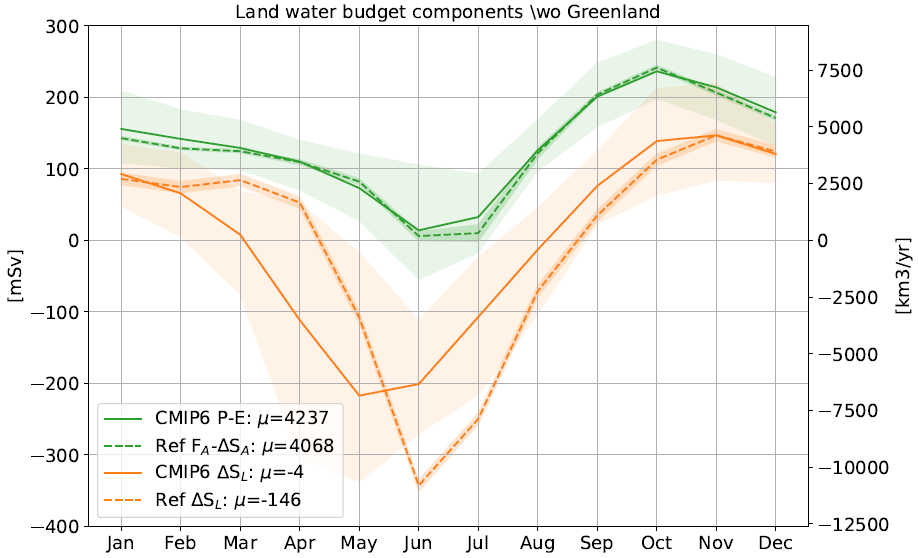 Land water budget components \wo Greenland
300
200
100
0
−100
−200
−300
−400
[mSv]
7500
5000
2500
0
−2500
−5000
−7500
−10000
−12500
[km3/yr]
CMIP6 P-E: μ=4237
Ref F_A-ΔS_A: μ=4068
CMIP6 ΔS_L: μ=-4
Ref ΔS_L: μ=-146
Jan Feb Mar Apr May Jun Jul Aug Sep Oct Nov Dec